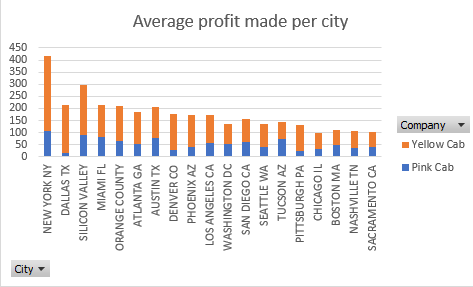 Average profit made per city
450
400
350
300
250
200
150
100
50
0
NEW YORK NY
DALLAS TX
SILICON VALLEY
MIAMI FL
ORANGE COUNTY
ATLANTA GA
AUSTIN TX
DENVER CO
PHOENIX AZ
LOS ANGELES CA
WASHINGTON DC
SAN DIEGO CA
SEATTLE WA
TUCSON AZ
PITTSBURGH PA
CHICAGO IL
BOSTON MA
NASHVILLE TN
SACRAMENTO CA
Company
Yellow Cab
Pink Cab
City